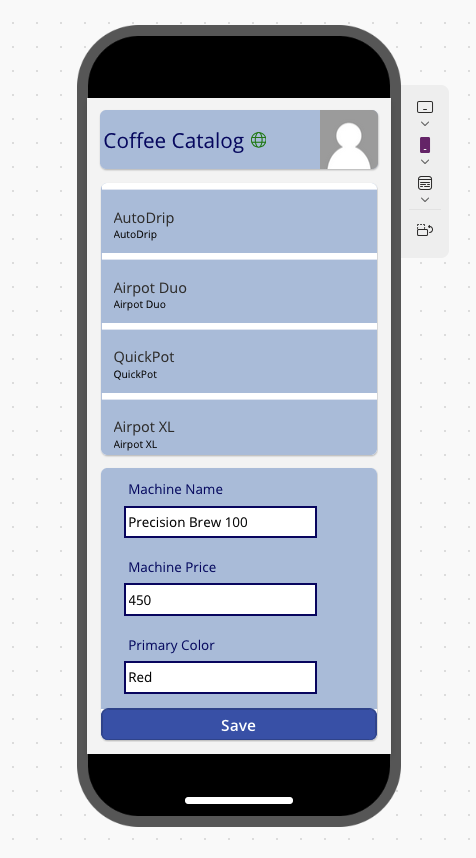 Coffee Catalog
AutoDrip
AutoDrip
Airpot Duo
Airpot Duo
QuickPot
QuickPot
Airpot XL
Airpot XL
Machine Name
Precision Brew 100
Machine Price
450
Primary Color
Red
Save